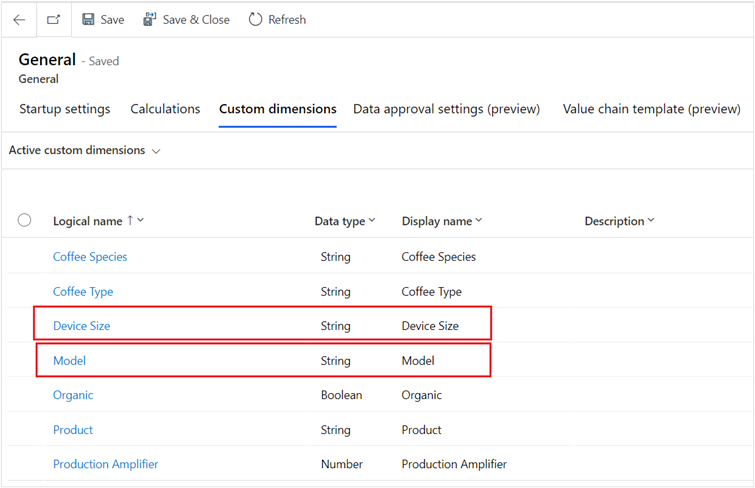 Save Save & Close Refresh
General - Saved
General
Startup settings Calculations Custom dimensions Data approval settings (preview) Value chain template (preview)
Active custom dimensions
Logical name Data type Display name Description
Coffee Species String Coffee Species
Coffee Type String Coffee Type
Device Size String Device Size
Model String Model
Organic Boolean Organic
Product String Product
Production Amplifier Number Production Amplifier